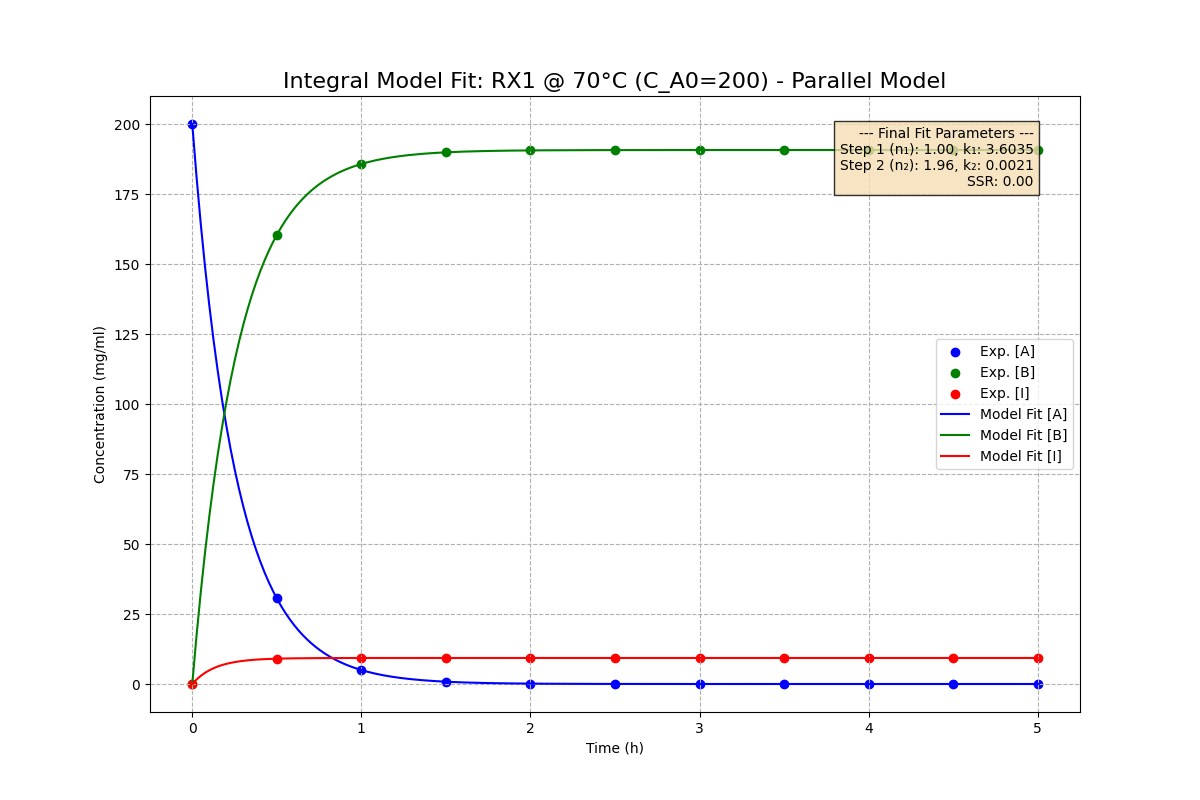 Integral Model Fit: RX1 @ 70°C (C_A0=200) - Parallel Model
--- Final Fit Parameters ---
Step 1 (n₁): 1.00, k₁: 3.6035
Step 2 (n₂): 1.96, k₂: 0.0021
SSR: 0.00
200
175
150
125
100
75
50
25
0
Concentration (mg/ml)
Exp. [A]
Exp. [B]
Exp. [I]
Model Fit [A]
Model Fit [B]
Model Fit [I]
0 1 2 3 4 5
Time (h)